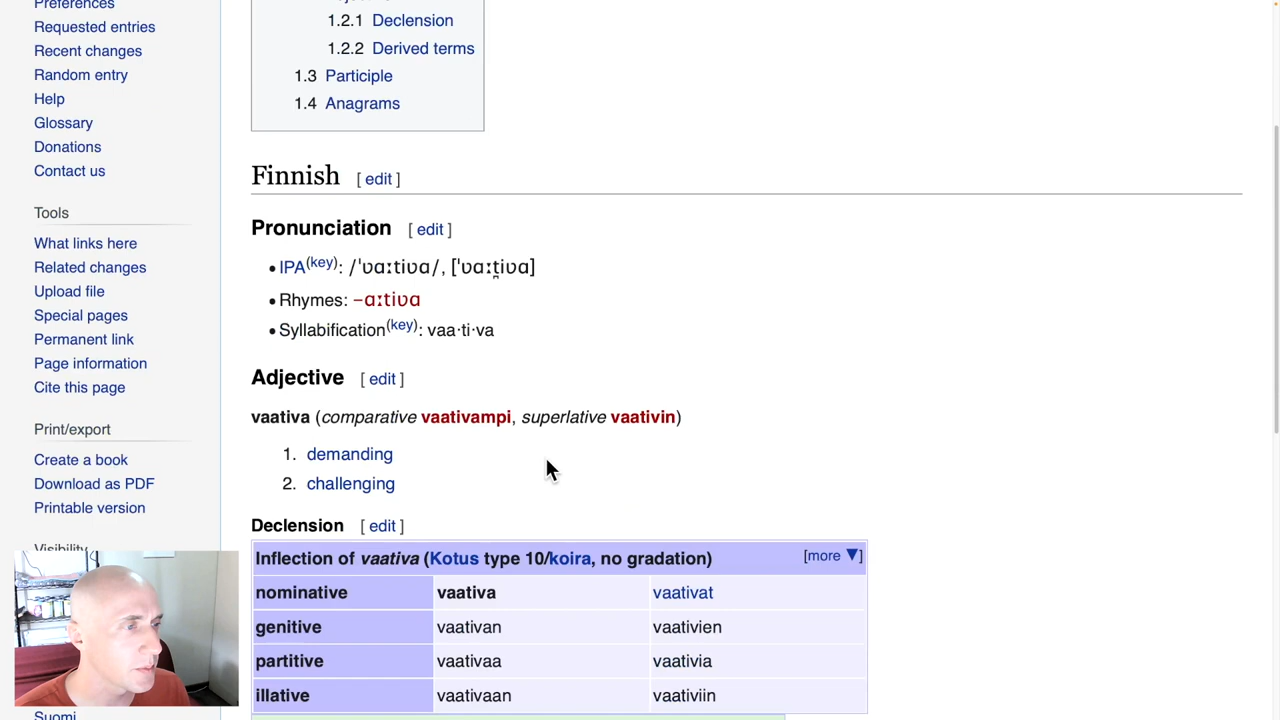 Preferences
Requested entries
Recent changes
Random entry
Help
Glossary
Donations
Contact us
Tools
What links here
Related changes
Upload file
Special pages
Permanent link
Page information
Cite this page
Print/export
Create a book
Download as PDF
Printable version
Visibility
Suomi
1.2.1 Declension
1.2.2 Derived terms
1.3 Participle
1.4 Anagrams
Finnish [ edit ]
Pronunciation [ edit ]
• IPA(key): /ˈʋɑːtiʋɑ/, [ˈʋɑːt̪iʋɑ]
• Rhymes: -ɑːtiʋɑ
• Syllabification(key): vaa·ti·va
Adjective [ edit ]
vaativa (comparative vaativampi, superlative vaativin)
1. demanding
2. challenging
Declension [ edit ]
Inflection of vaativa (Kotus type 10/koira, no gradation) [more ▼]
nominative vaativa vaativat
genitive vaativan vaativien
partitive vaativaa vaativia
illative vaativaan vaativiin